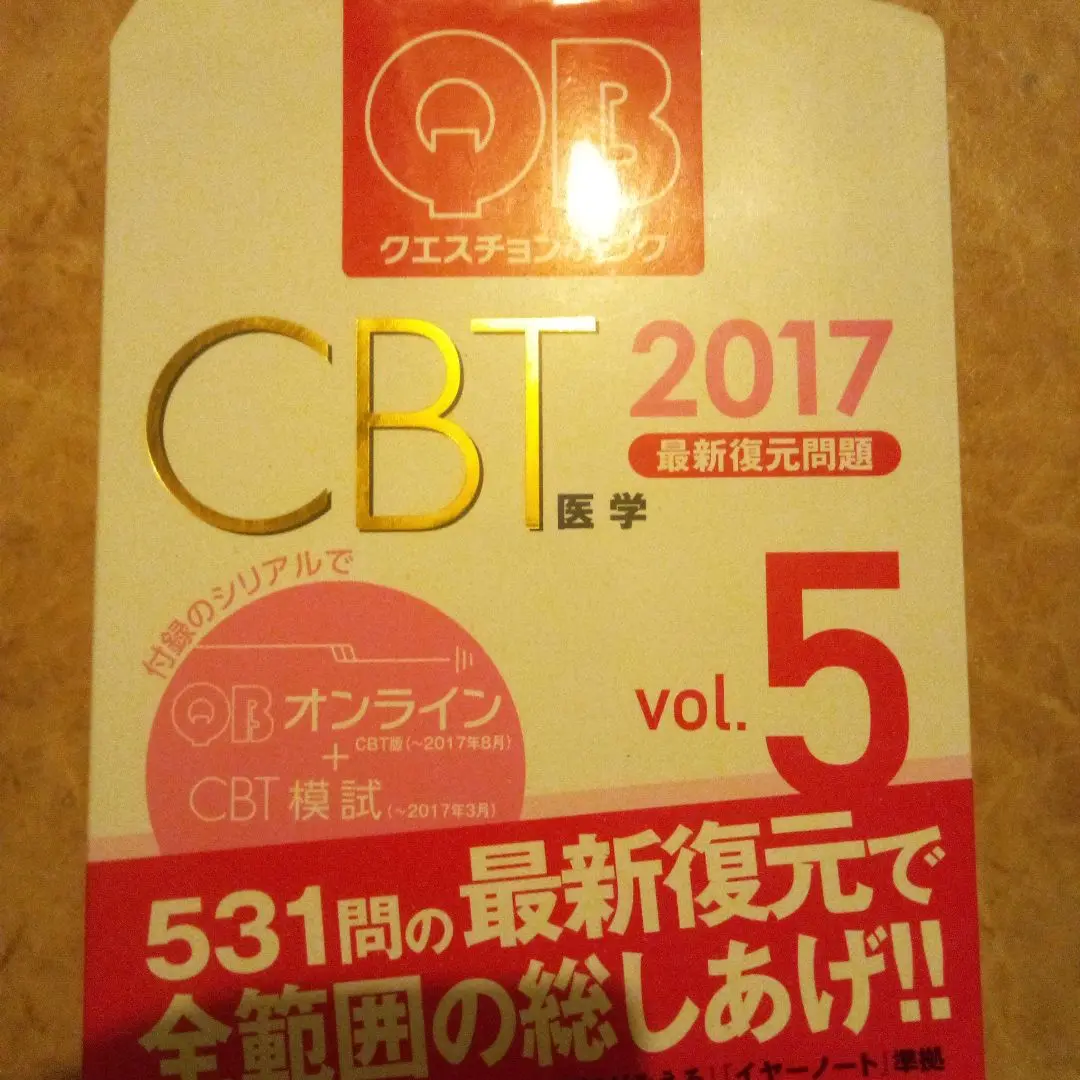 QB
クエスチョン・バンク
CBT 2017
最新復元問題
医学
付録のシリアルで
vol.5
QBオンライン
CBT版(〜2017年8月)
+
CBT 模試(〜2017年3月)
531問の最新復元で
全範囲の総しあげ!!
「イヤーノート」準拠